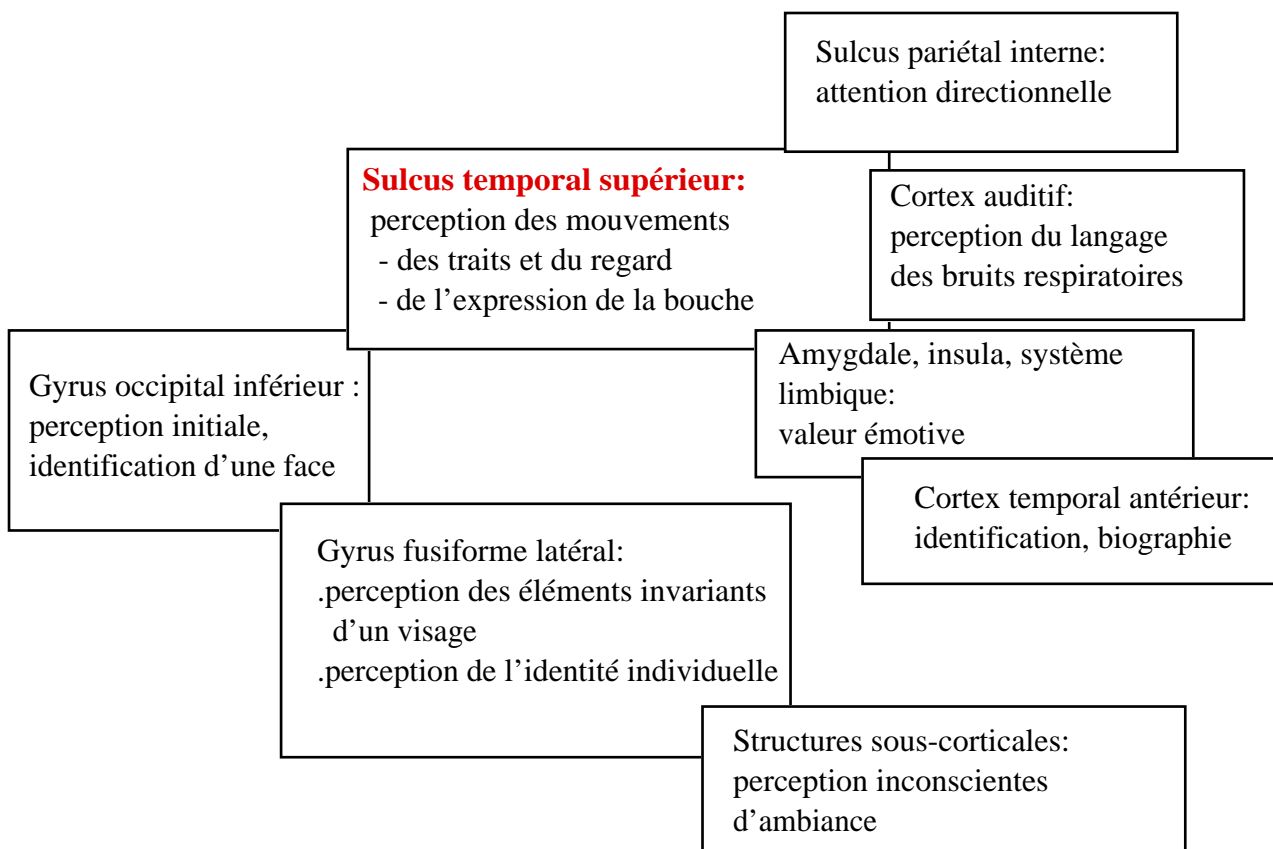 Sulcus pariétal interne:
attention directionnelle
Sulcus temporal supérieur:
perception des mouvements
- des traits et du regard
- de l’expression de la bouche
Cortex auditif:
perception du langage
des bruits respiratoires
Gyrus occipital inférieur :
perception initiale,
identification d’une face
Amygdale, insula, système
limbique:
valeur émotive
Cortex temporal antérieur:
identification, biographie
Gyrus fusiforme latéral:
.perception des éléments invariants
d’un visage
.perception de l’identité individuelle
Structures sous-corticales:
perception inconscientes
d’ambiance